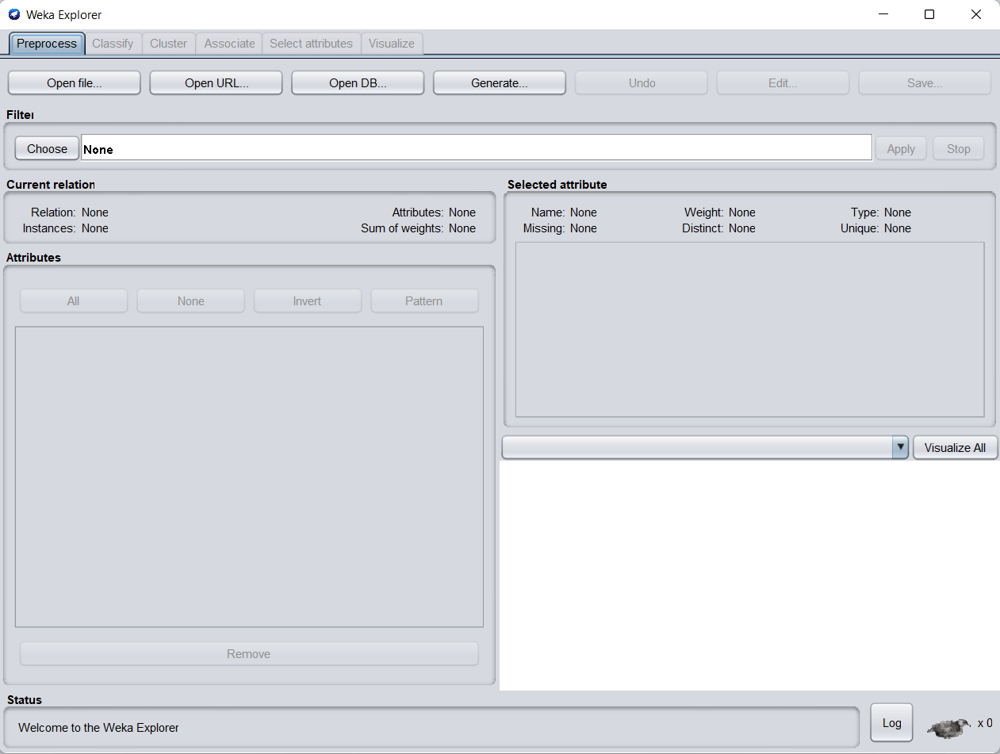 Weka Explorer
Preprocess Classify Cluster Associate Select attributes Visualize
Open file... Open URL... Open DB... Generate... Undo Edit... Save...
Filter
Choose None Apply Stop
Current relation
Relation: None Attributes: None
Instances: None Sum of weights: None
Selected attribute
Name: None Weight: None Type: None
Missing: None Distinct: None Unique: None
Attributes
All None Invert Pattern
Remove
Visualize All
Status
Welcome to the Weka Explorer
Log x 0